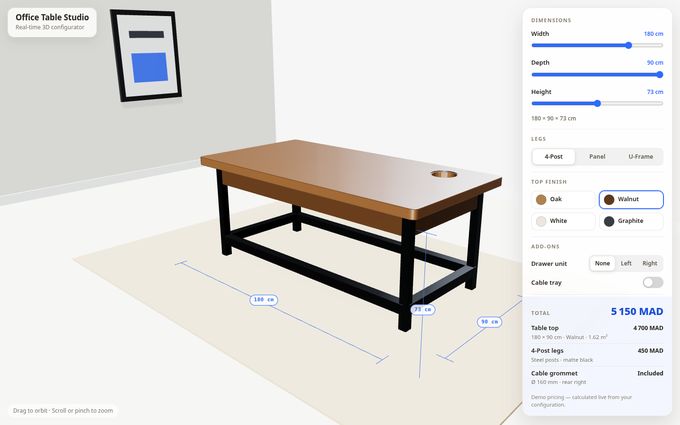 Office Table Studio
Real-time 3D configurator
180 cm
73 cm
90 cm
Drag to orbit · Scroll or pinch to zoom
DIMENSIONS
Width 180 cm
Depth 90 cm
Height 73 cm
180 × 90 × 73 cm
LEGS
4-Post Panel U-Frame
TOP FINISH
Oak Walnut
White Graphite
ADD-ONS
Drawer unit None Left Right
Cable tray
TOTAL 5 150 MAD
Table top 4 700 MAD
180 × 90 cm · Walnut · 1.62 m²
4-Post legs 450 MAD
Steel posts · matte black
Cable grommet Included
Ø 160 mm · rear right
Demo pricing — calculated live from your
configuration.